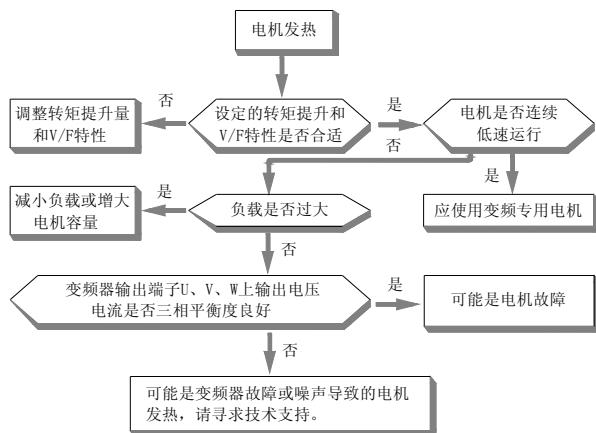 电机发热
否
调整转矩提升量
和V/F特性
设定的转矩提升和
V/F特性是否合适
是
电机是否连续
低速运行
否
是
应使用变频专用电机
是
减小负载或增大
电机容量
负载是否过大
否
变频器输出端子U、V、W上输出电压
电流是否三相平衡度良好
是
可能是电机故障
否
可能是变频器故障或噪声导致的电机
发热，请寻求技术支持。